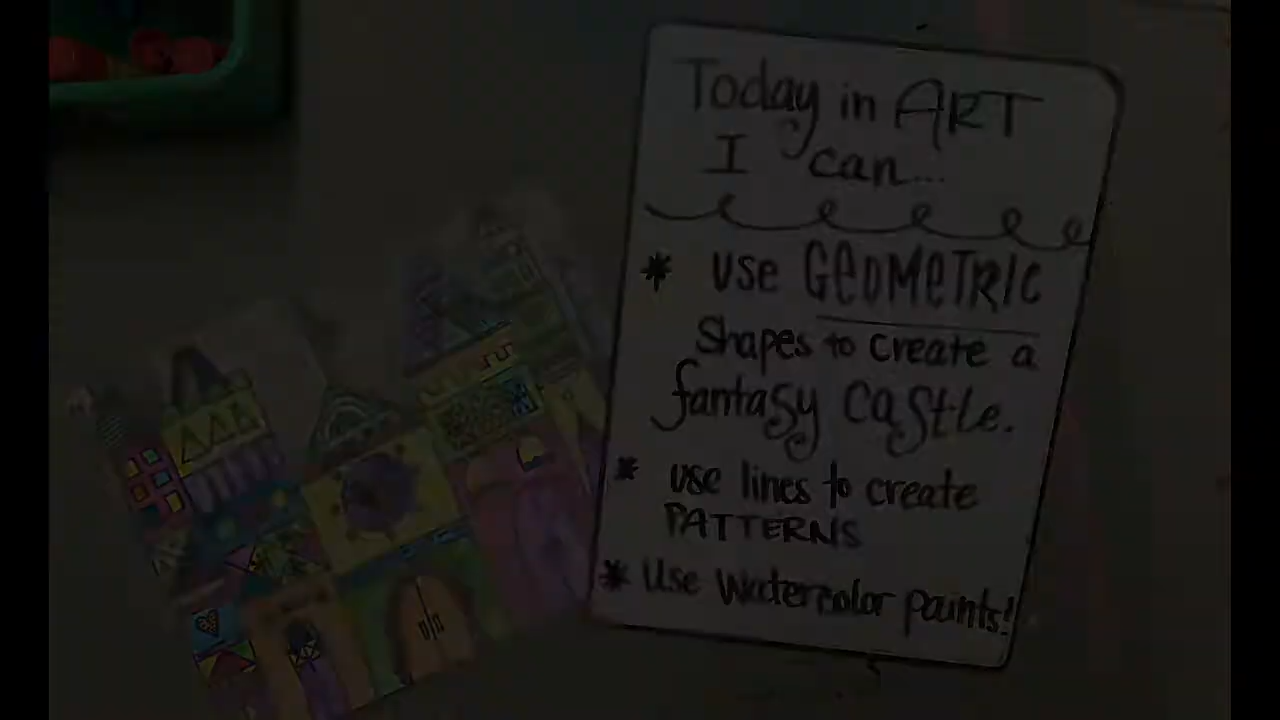 Today in ART
I can...
* use GEOMETRIC
shapes to create a
fantasy castle.
* use lines to create
PATTERNS
* Use watercolor paints!